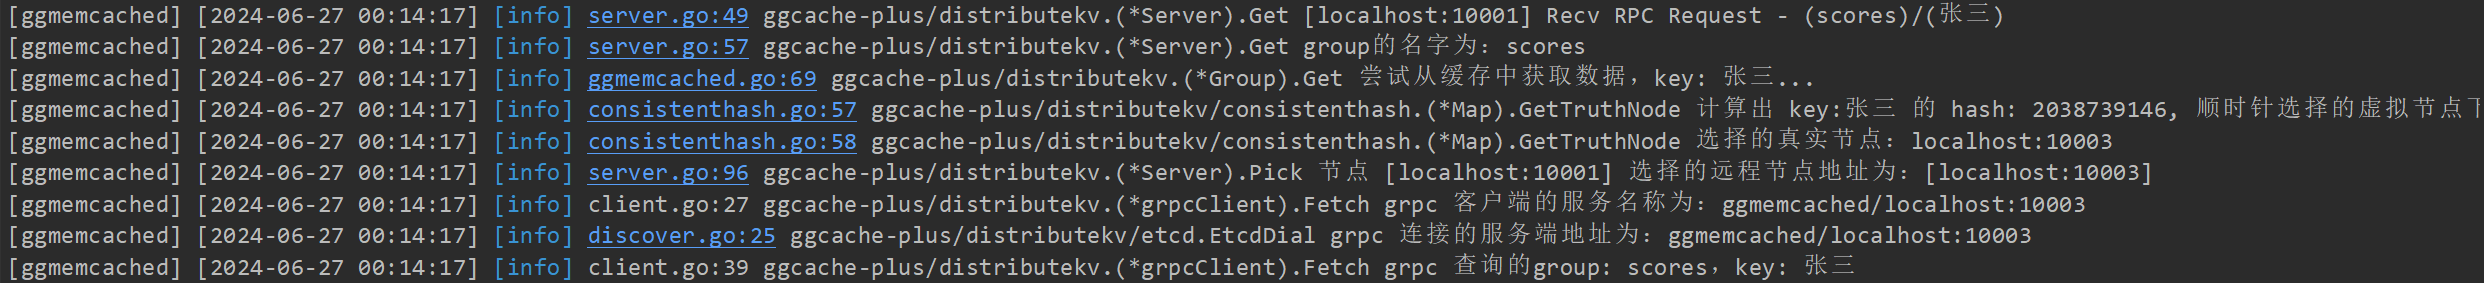 [ggmemcached] [2024-06-27 00:14:17] [info] server.go:49 ggcache-plus/distributekv.(*Server).Get [localhost:10001] Recv RPC Request - (scores)/(张三)
[ggmemcached] [2024-06-27 00:14:17] [info] server.go:57 ggcache-plus/distributekv.(*Server).Get group的名字为：scores
[ggmemcached] [2024-06-27 00:14:17] [info] ggmemcached.go:69 ggcache-plus/distributekv.(*Group).Get 尝试从缓存中获取数据，key: 张三...
[ggmemcached] [2024-06-27 00:14:17] [info] consistenthash.go:57 ggcache-plus/distributekv/consistenthash.(*Map).GetTruthNode 计算出 key:张三 的 hash: 2038739146, 顺时针选择的虚拟节点下
[ggmemcached] [2024-06-27 00:14:17] [info] consistenthash.go:58 ggcache-plus/distributekv/consistenthash.(*Map).GetTruthNode 选择的真实节点：localhost:10003
[ggmemcached] [2024-06-27 00:14:17] [info] server.go:96 ggcache-plus/distributekv.(*Server).Pick 节点 [localhost:10001] 选择的远程节点地址为：[localhost:10003]
[ggmemcached] [2024-06-27 00:14:17] [info] client.go:27 ggcache-plus/distributekv.(*grpcClient).Fetch grpc 客户端的服务名称为：ggmemcached/localhost:10003
[ggmemcached] [2024-06-27 00:14:17] [info] discover.go:25 ggcache-plus/distributekv/etcd.EtcdDial grpc 连接的服务端地址为：ggmemcached/localhost:10003
[ggmemcached] [2024-06-27 00:14:17] [info] client.go:39 ggcache-plus/distributekv.(*grpcClient).Fetch grpc 查询的group: scores，key: 张三